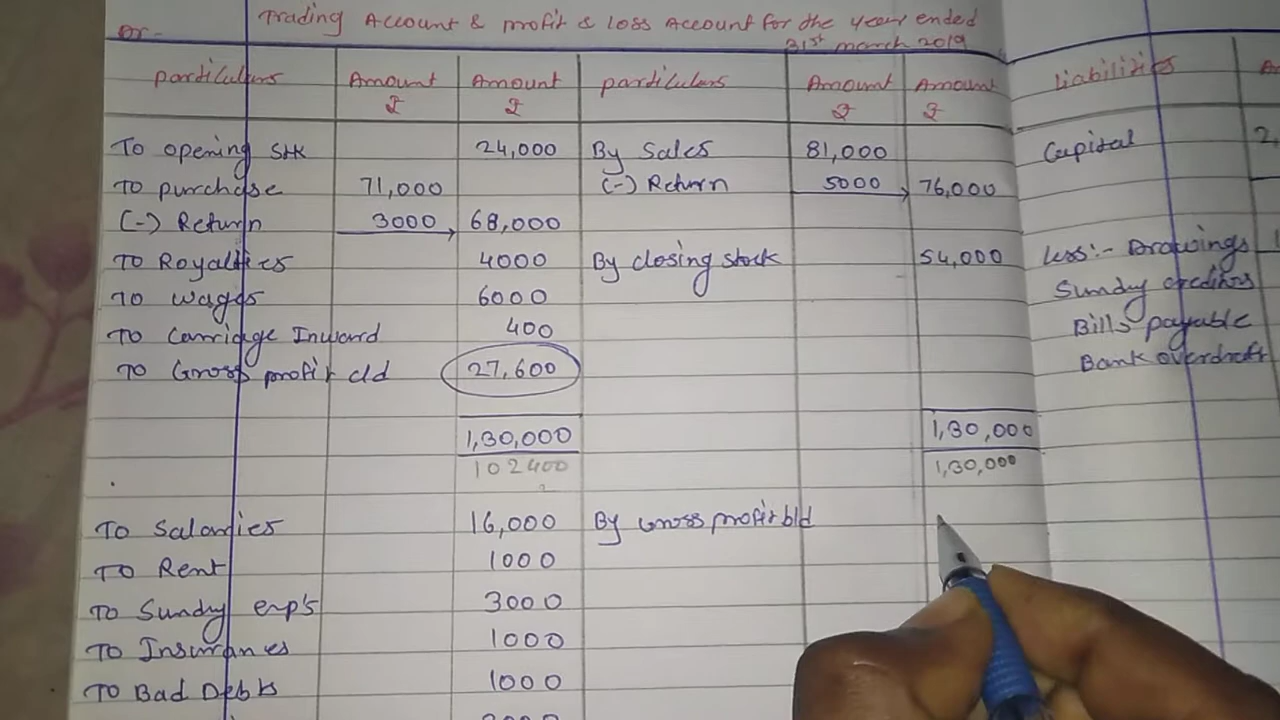 Trading Account & profit & loss Account for the year ended
Dr- 31st march 2019
particulars Amount ₹ Amount ₹ particulars Amount ₹ Amount ₹ Liabilities
To opening Stk 24,000 By Sales 81,000 Capital
To purchase 71,000 (-) Return 5000 76,000
(-) Return 3000 68,000
To Royalties 4000 By closing stock 54,000 Less:- Drawings
To wages 6000 Sundry creditors
To Carriage Inward 400 Bills payable
To Gross profit c/d 27,600 Bank overdraft
1,30,000 1,30,000
102400 1,30,000
To Salaries 16,000 By Gross profit b/d
To Rent 1000
To Sundry exp's 3000
To Insurances 1000
To Bad Debts 1000